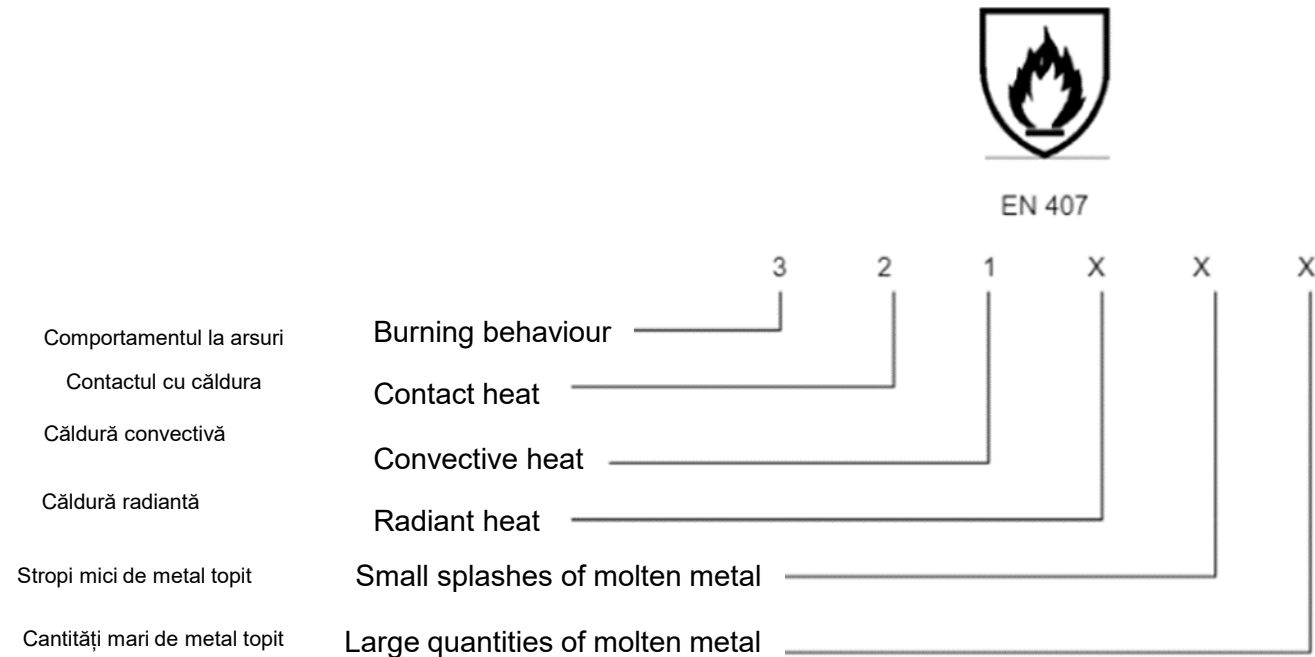 EN 407
3 2 1 X X X
Comportamentul la arsuri Burning behaviour
Contactul cu căldura Contact heat
Căldură convectivă Convective heat
Căldură radiantă Radiant heat
Stropi mici de metal topit Small splashes of molten metal
Cantități mari de metal topit Large quantities of molten metal